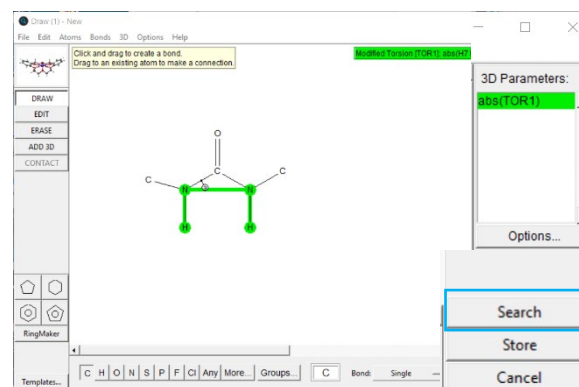 Draw (1) - New
File Edit Atoms Bonds 3D Options Help
Click and drag to create a bond.
Drag to an existing atom to make a connection.
Modified Torsion [TOR1]: abs(H7
3D Parameters:
abs(TOR1)
Options...
DRAW
EDIT
ERASE
ADD 3D
CONTACT
O
C C C
N N
H H
RingMaker
Templates...
C H O N S P F Cl Any More... Groups... C Bond: Single
Search
Store
Cancel